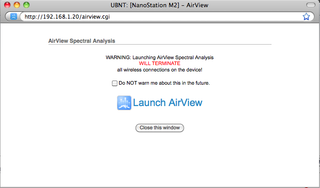 UBNT: [NanoStation M2] - AirView
http://192.168.1.20/airview.cgi
AirView Spectral Analysis
WARNING: Launching AirView Spectral Analysis
WILL TERMINATE
all wireless connections on the device!
Do NOT warn me about this in the future.
Launch AirView
Close this window